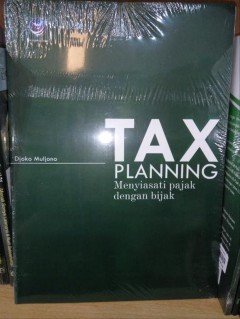 Djoko Muljono
TAX
PLANNING
Menyiasati pajak
dengan bijak